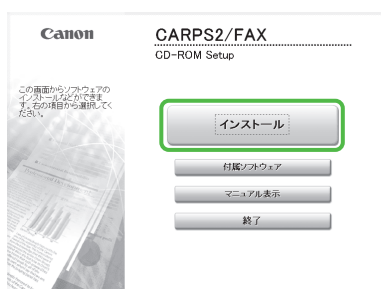 Canon
CARPS2/FAX
CD-ROM Setup
この画面からソフトウェアの
インストールなどができま
す。右の項目から選択してく
ださい。
インストール
付属ソフトウェア
マニュアル表示
終了